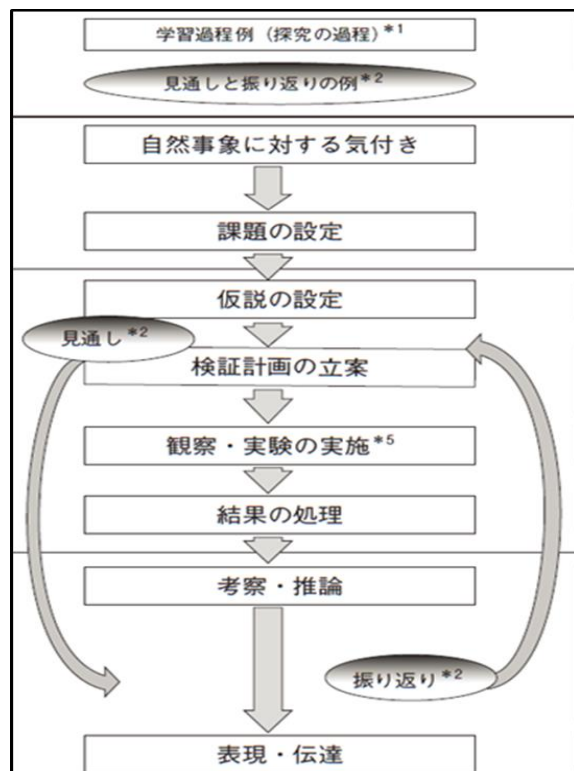 学習過程例（探究の過程）*1
見通しと振り返りの例*2
自然事象に対する気付き
課題の設定
仮説の設定
見通し*2
検証計画の立案
観察・実験の実施*5
結果の処理
考察・推論
振り返り*2
表現・伝達